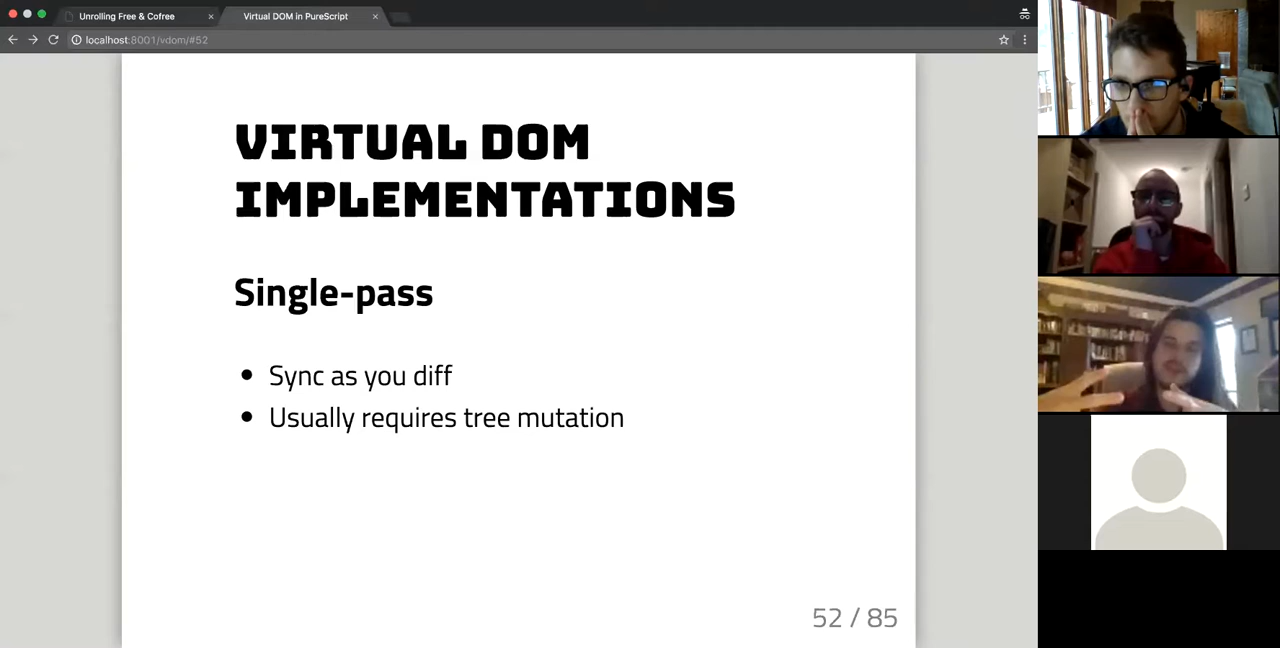 Unrolling Free & Cofree
Virtual DOM in PureScript
localhost:8001/vdom/#52
VIRTUAL DOM
IMPLEMENTATIONS
Single-pass
Sync as you diff
Usually requires tree mutation
52 / 85